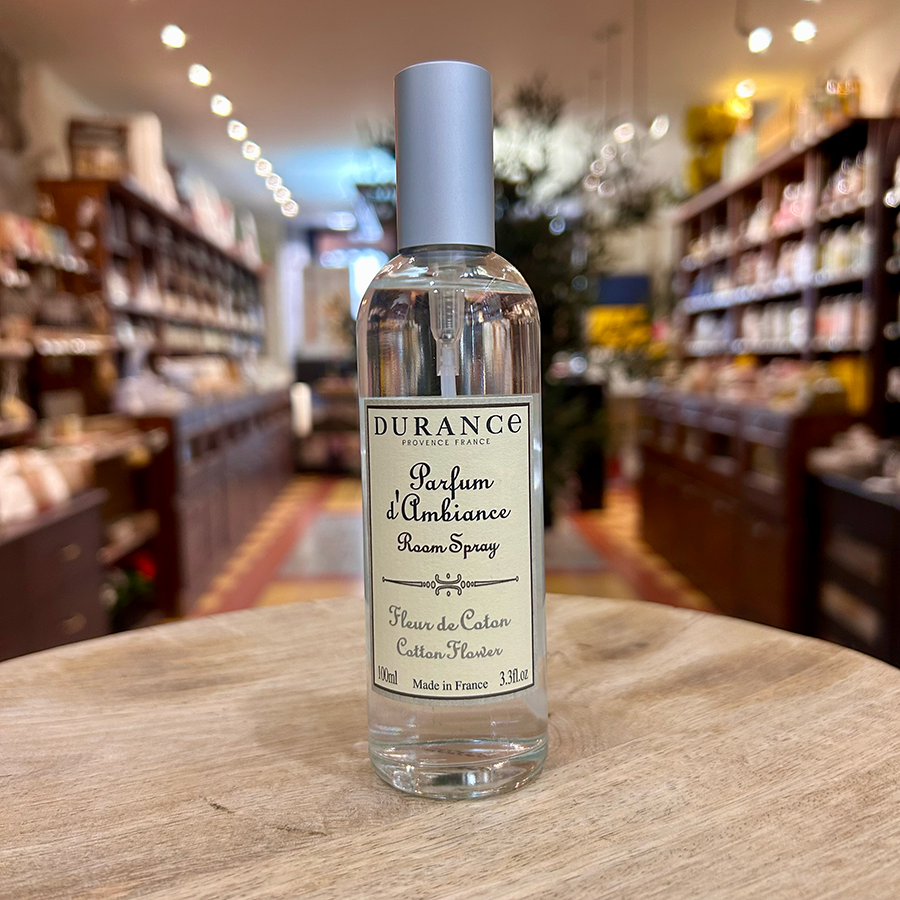 DURANCE
PROVENCE FRANCE
Parfum
d'Ambiance
Room Spray
Fleur de Coton
Cotton Flower
100ml Made in France 3.3fl.oz